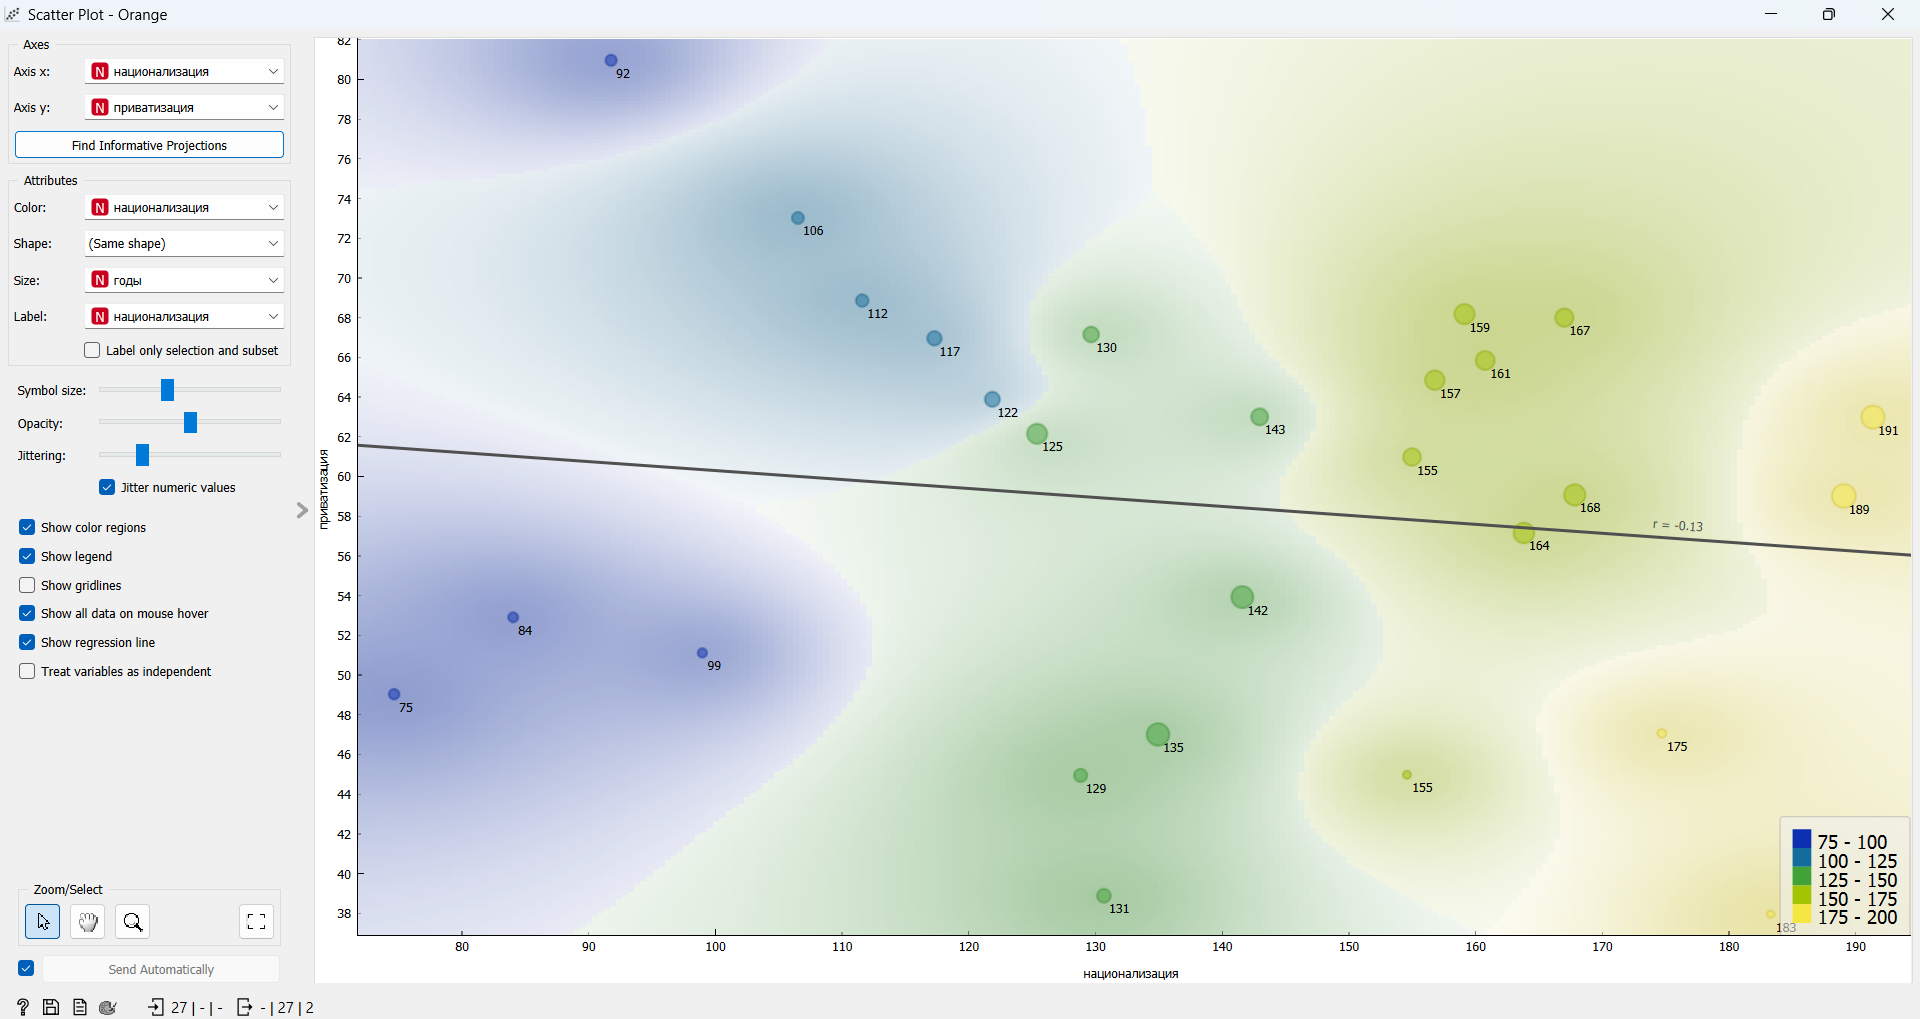 Scatter Plot - Orange
Axes
Axis x: N национализация
Axis y: N приватизация
Find Informative Projections
Attributes
Color: N национализация
Shape: (Same shape)
Size: N годы
Label: N национализация
Label only selection and subset
Symbol size:
Opacity:
Jittering:
Jitter numeric values
Show color regions
Show legend
Show gridlines
Show all data on mouse hover
Show regression line
Treat variables as independent
Zoom/Select
Send Automatically
? 27 | - | - - | 27 | 2
приватизация
82
80
78
76
74
72
70
68
66
64
62
60
58
56
54
52
50
48
46
44
42
40
38
92
106
112
117
130
159
167
161
157
122
125
143
191
155
168
189
164
r = -0.13
142
84
99
75
135
175
129
155
131
183
75 - 100
100 - 125
125 - 150
150 - 175
175 - 200
80 90 100 110 120 130 140 150 160 170 180 190
национализация